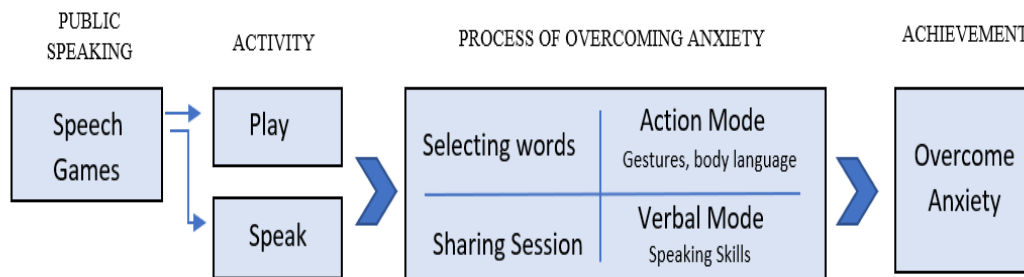 PUBLIC
SPEAKING
ACTIVITY
PROCESS OF OVERCOMING ANXIETY
ACHIEVEMENT
Speech
Games
Play
Speak
Selecting words
Action Mode
Gestures, body language
Sharing Session
Verbal Mode
Speaking Skills
Overcome
Anxiety